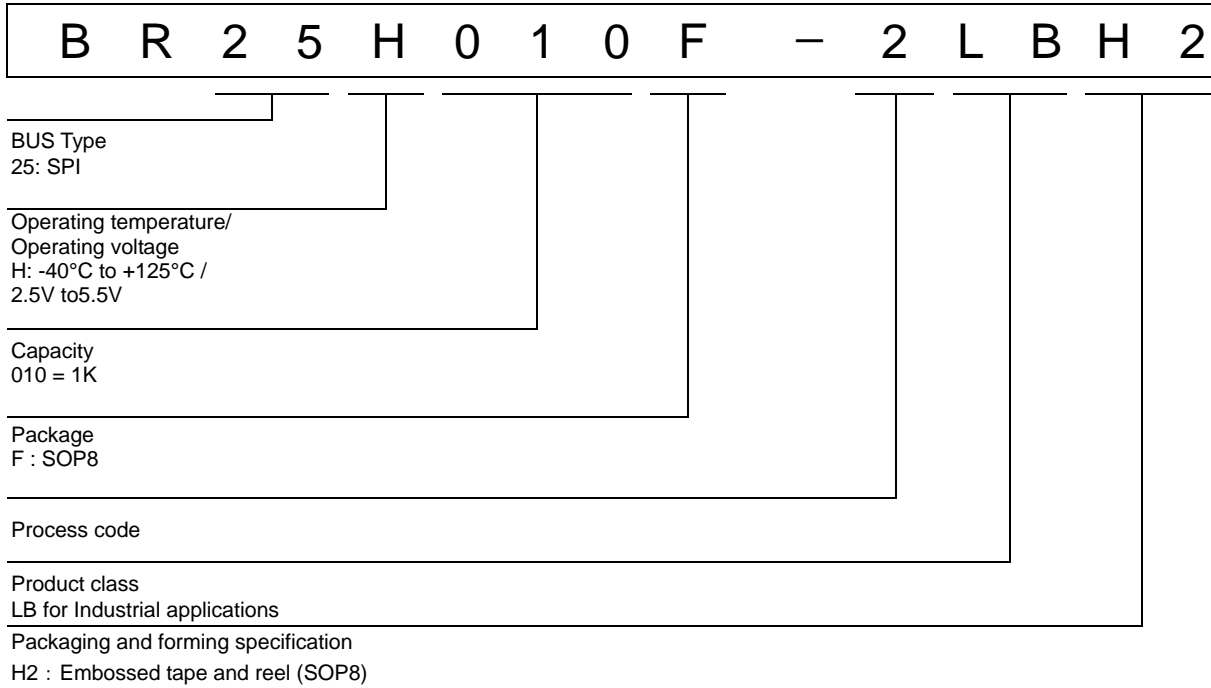 B R 2 5 H 0 1 0 F － 2 L B H 2
BUS Type
25: SPI
Operating temperature/
Operating voltage
H: -40°C to +125°C /
2.5V to5.5V
Capacity
010 = 1K
Package
F : SOP8
Process code
Product class
LB for Industrial applications
Packaging and forming specification
H2：Embossed tape and reel (SOP8)